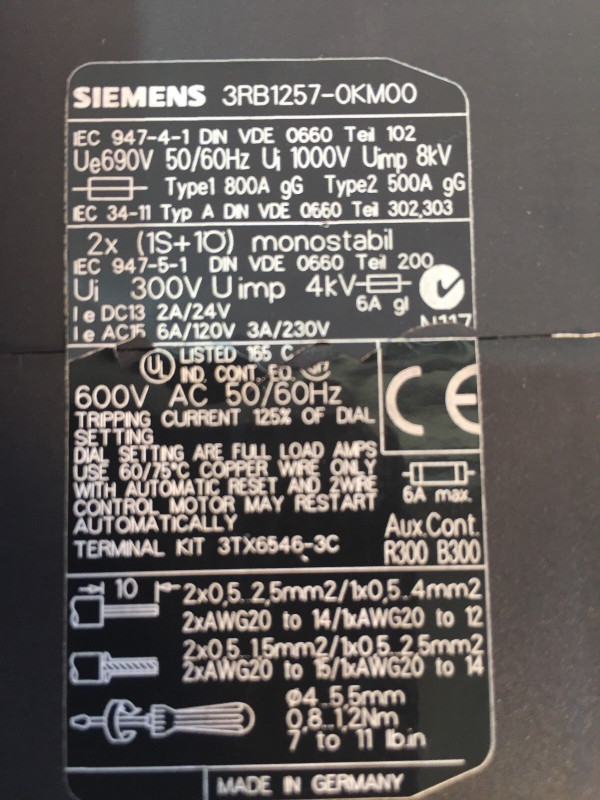 SIEMENS 3RB1257-0KM00
IEC 947-4-1 DIN VDE 0660 Teil 102
Ue690V 50/60Hz Ui 1000V Uimp 8kV
Type1 800A gG Type2 500A gG
IEC 34-11 Typ A DIN VDE 0660 Teil 302,303
2x (1S+1Ö) monostabil
IEC 947-5-1 DIN VDE 0660 Teil 200
Ui 300V Uimp 4kV
6A gl
Ie DC13 2A/24V
N117
Ie AC15 6A/120V 3A/230V
UL LISTED 165 C
IND. CONT. EQ.
600V AC 50/60Hz
CE
TRIPPING CURRENT 125% OF DIAL
SETTING
DIAL SETTING ARE FULL LOAD AMPS
USE 60/75°C COPPER WIRE ONLY
WITH AUTOMATIC RESET AND 2WIRE
CONTROL MOTOR MAY RESTART
AUTOMATICALLY
6A max.
TERMINAL KIT 3TX6546-3C
Aux.Cont.
R300 B300
10
2x0,5...2,5mm2/1x0,5...4mm2
2xAWG20 to 14/1xAWG20 to 12
2x0,5...1,5mm2/1x0,5...2,5mm2
2xAWG20 to 15/1xAWG20 to 14
Ø4...5,5mm
0,8...1,2Nm
7 to 11 lb.in
MADE IN GERMANY